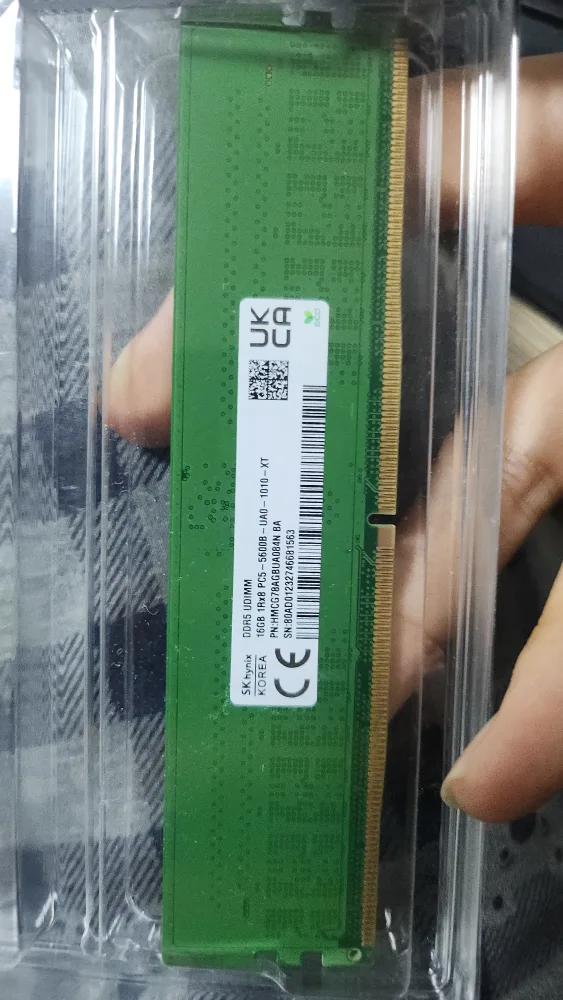 SK hynix
KOREA
DDR5 UDIMM
16GB 1Rx8 PC5-5600B-UA0-1010-XT
PN:HMCG78AGBUA084N BA
SN:80AD01232746681563
CE
UK
CA